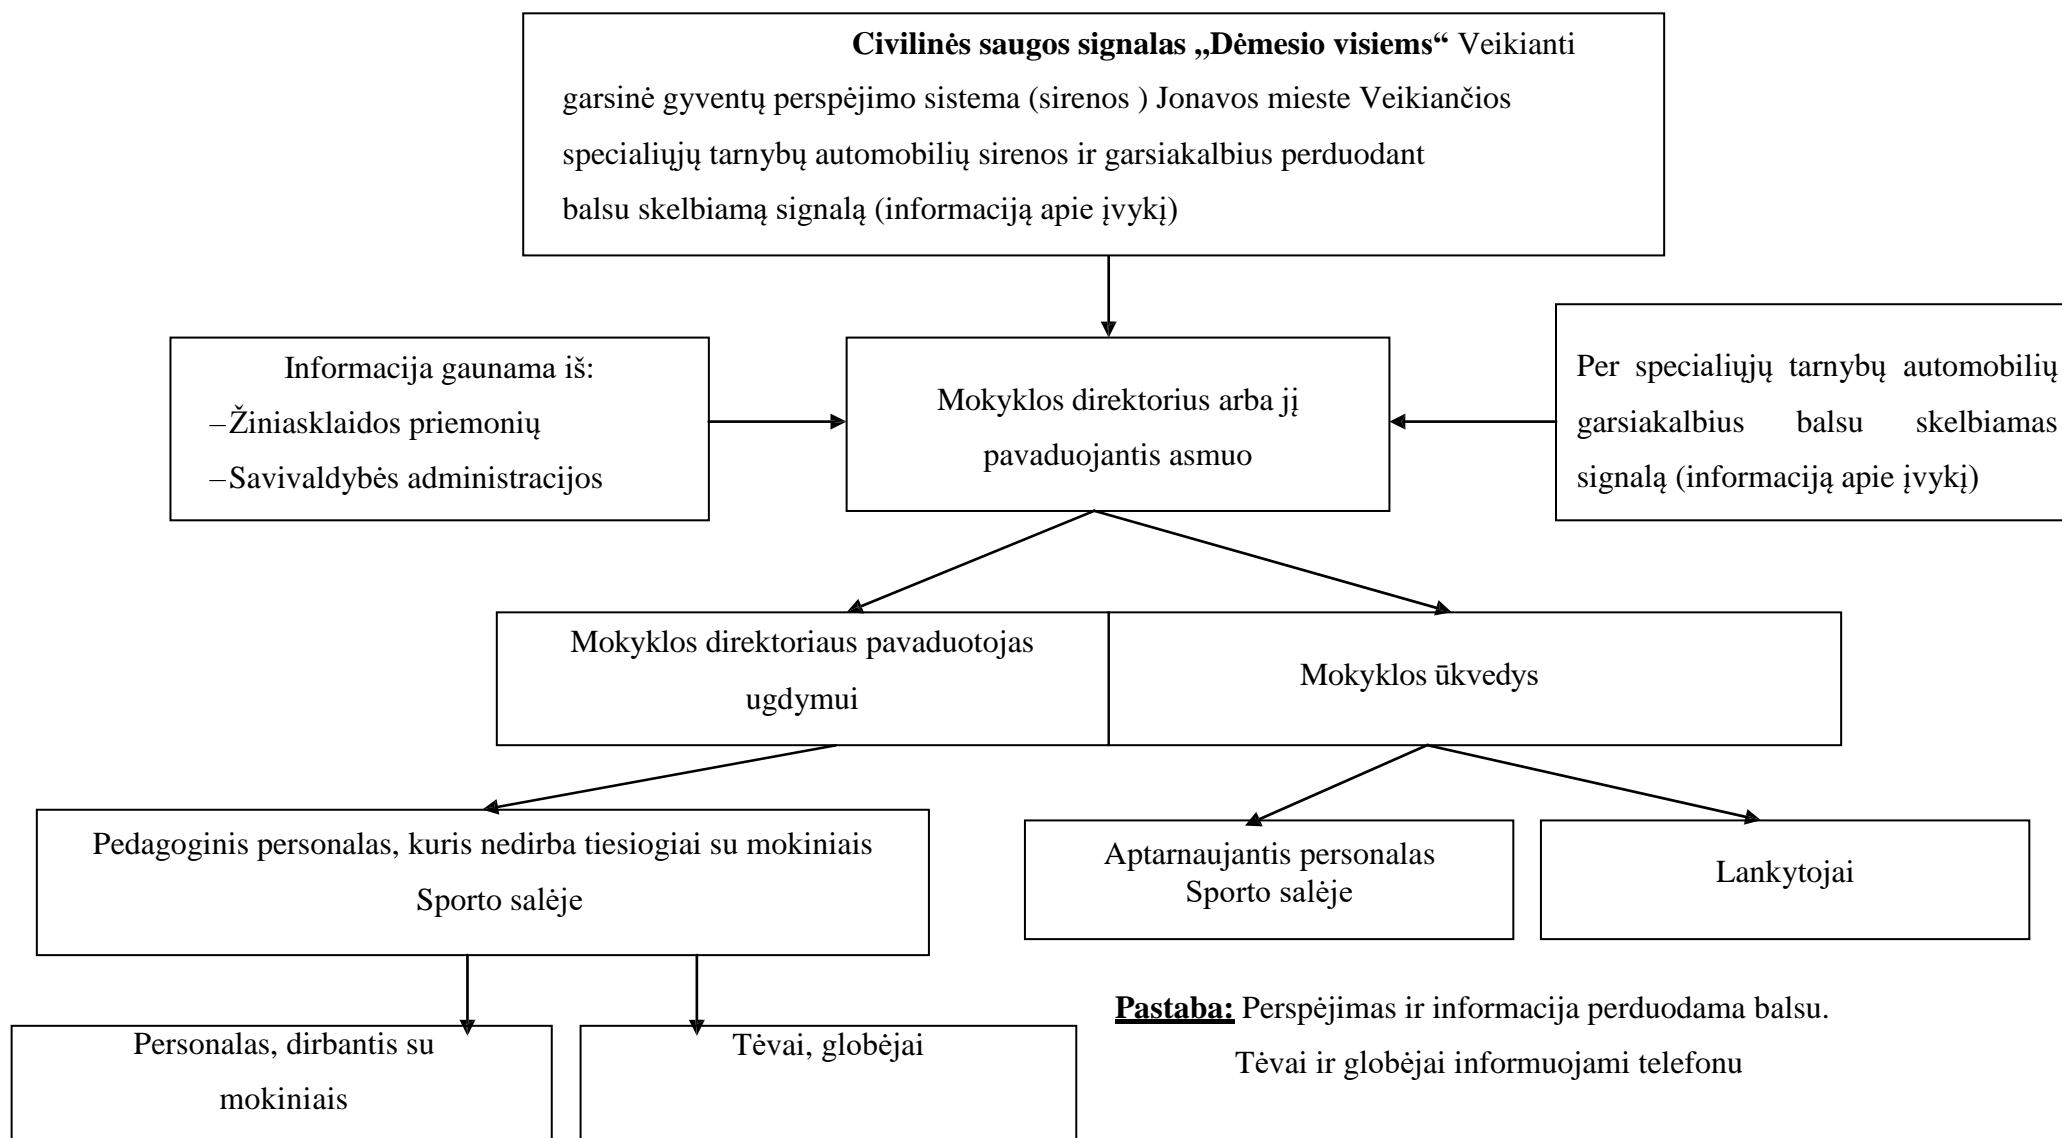 Civilinės saugos signalas „Dėmesio visiems“ Veikianti
garsinė gyventų perspėjimo sistema (sirenos ) Jonavos mieste Veikiančios
specialiųjų tarnybų automobilių sirenos ir garsiakalbius perduodant
balsu skelbiamą signalą (informaciją apie įvykį)
Informacija gaunama iš:
–Žiniasklaidos priemonių
–Savivaldybės administracijos
Mokyklos direktorius arba jį
pavaduojantis asmuo
Per specialiųjų tarnybų automobilių
garsiakalbius balsu skelbiamas
signalą (informaciją apie įvykį)
Mokyklos direktoriaus pavaduotojas
ugdymui
Mokyklos ūkvedys
Pedagoginis personalas, kuris nedirba tiesiogiai su mokiniais
Sporto salėje
Aptarnaujantis personalas
Sporto salėje
Lankytojai
Personalas, dirbantis su
mokiniais
Tėvai, globėjai
Pastaba: Perspėjimas ir informacija perduodama balsu.
Tėvai ir globėjai informuojami telefonu